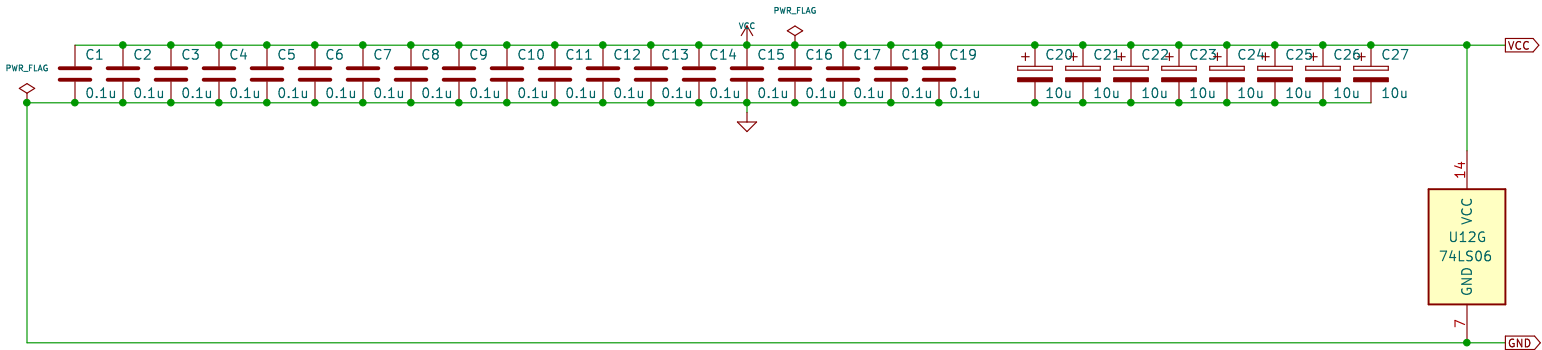 PWR_FLAG
VCC
C1 C2 C3 C4 C5 C6 C7 C8 C9 C10 C11 C12 C13 C14 C15 C16 C17 C18 C19 C20 C21 C22 C23 C24 C25 C26 C27
VCC
PWR_FLAG
0.1u 0.1u 0.1u 0.1u 0.1u 0.1u 0.1u 0.1u 0.1u 0.1u 0.1u 0.1u 0.1u 0.1u 0.1u 0.1u 0.1u 0.1u 0.1u 10u 10u 10u 10u 10u 10u 10u 10u
14
VCC
U12G
74LS06
GND
7
GND